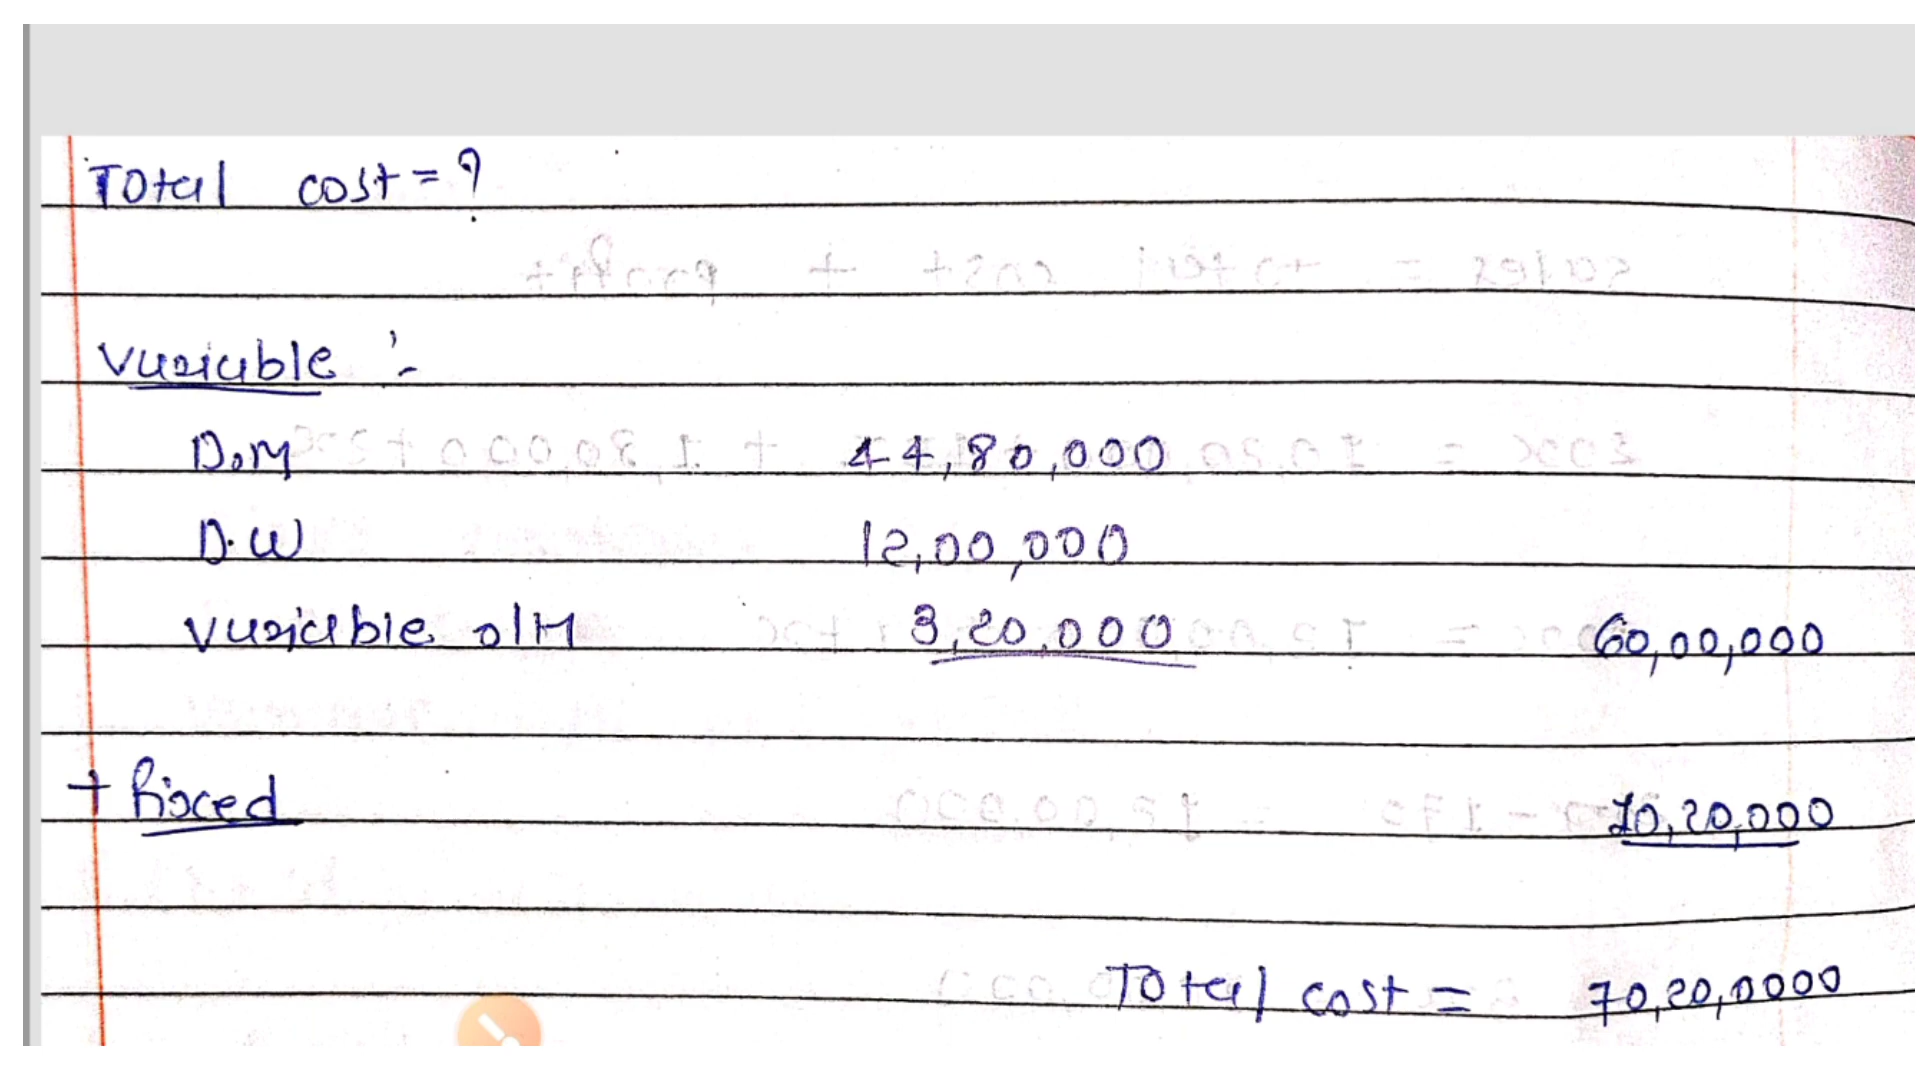 Total cost = ?
Variable :-
D.M 44,80,000
D.W 12,00,000
Variable o/H 3,20,000 60,00,000
+ Fixed 10,20,000
Total cost = 70,20,0000